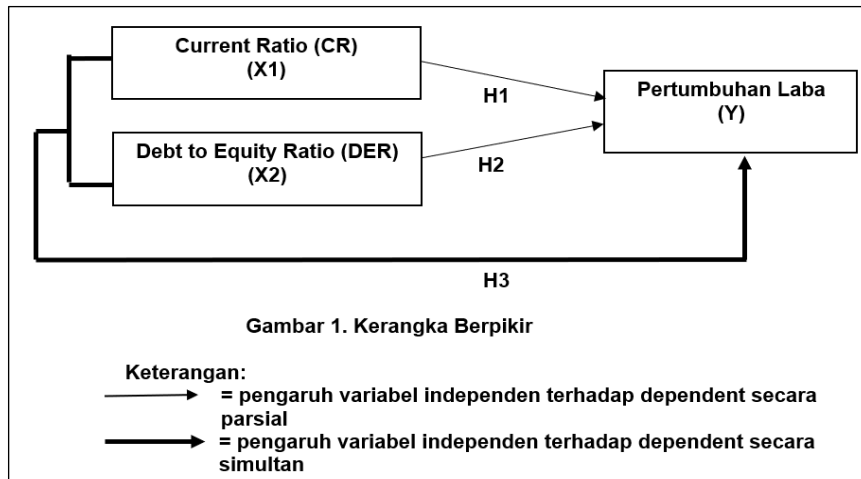 Current Ratio (CR)
(X1)
H1
Pertumbuhan Laba
(Y)
Debt to Equity Ratio (DER)
(X2)
H2
H3
Gambar 1. Kerangka Berpikir
Keterangan:
= pengaruh variabel independen terhadap dependent secara
parsial
= pengaruh variabel independen terhadap dependent secara
simultan